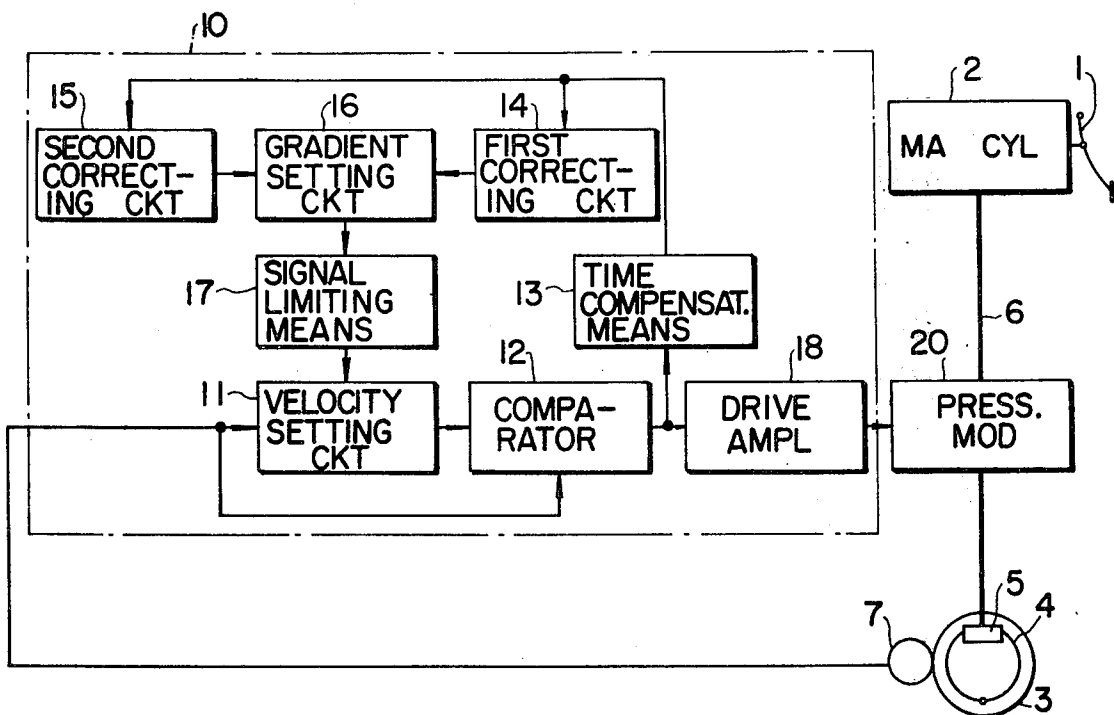 10
2
1
15
16
14
SECOND
CORRECT-
ING CKT
GRADIENT
SETTING
CKT
FIRST
CORRECT-
ING CKT
MA CYL
17
SIGNAL
LIMITING
MEANS
13
TIME
COMPENSAT.
MEANS
6
11
12
18
20
VELOCITY
SETTING
CKT
COMPA-
RATOR
DRIVE
AMPL
PRESS.
MOD
7
5
4
3